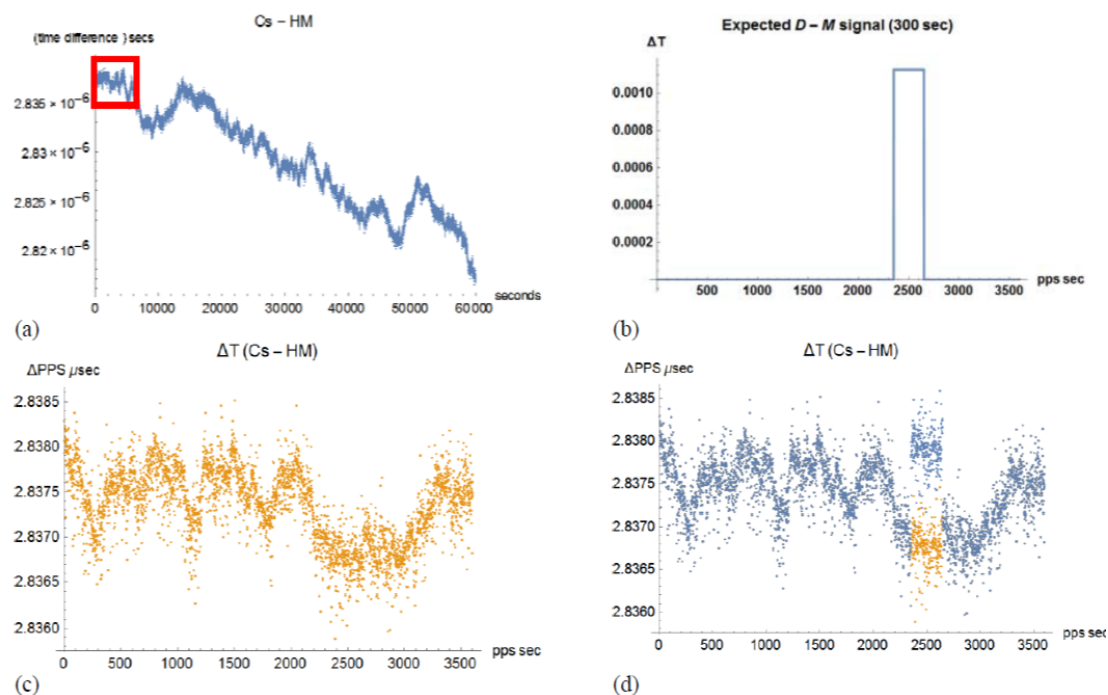 Cs – HM
(time difference ) secs
2.835 × 10⁻⁶
2.83 × 10⁻⁶
2.825 × 10⁻⁶
2.82 × 10⁻⁶
0 10000 20000 30000 40000 50000 60000
seconds
(a)
Expected D – M signal (300 sec)
ΔT
0.0010
0.0008
0.0006
0.0004
0.0002
500 1000 1500 2000 2500 3000 3500
pps sec
(b)
ΔT (Cs – HM)
ΔPPS μsec
2.8385
2.8380
2.8375
2.8370
2.8365
2.8360
0 500 1000 1500 2000 2500 3000 3500
pps sec
(c)
ΔT (Cs – HM)
ΔPPS μsec
2.8385
2.8380
2.8375
2.8370
2.8365
2.8360
0 500 1000 1500 2000 2500 3000 3500
pps sec
(d)